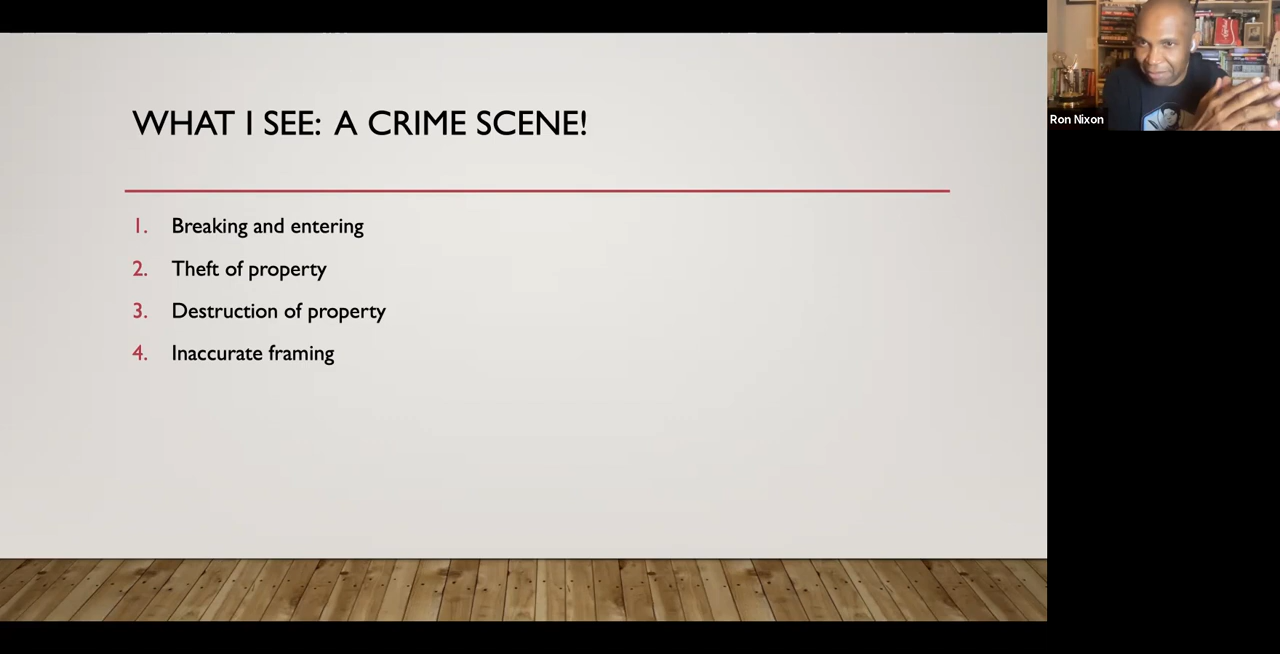 WHAT I SEE: A CRIME SCENE!
1. Breaking and entering
2. Theft of property
3. Destruction of property
4. Inaccurate framing
Ron Nixon